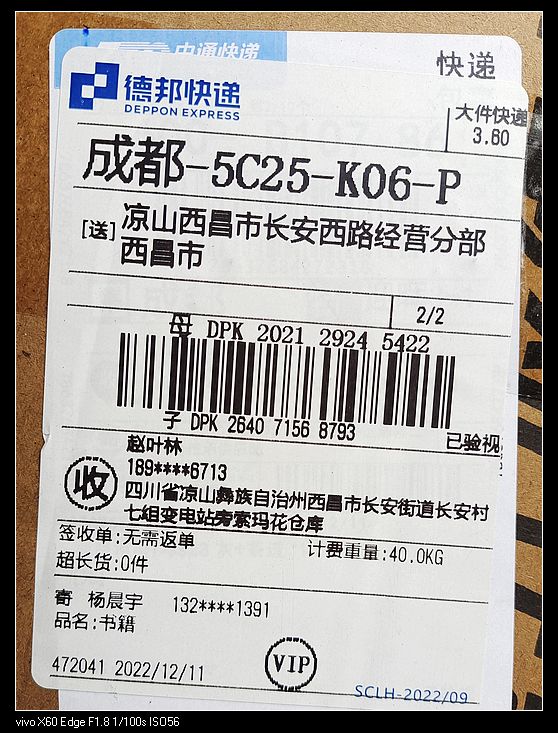 中通快递
快递
德邦快递
DEPPON EXPRESS
大件快递
3.60
成都-5C25-K06-P
[送]
凉山西昌市长安西路经营分部
西昌市
2/2
母 DPK 2021 2924 5422
子 DPK 2640 7156 8793
已验视
收
赵叶林
189****6713
四川省凉山彝族自治州西昌市长安街道长安村
七组变电站旁索玛花仓库
签收单:无需返单
计费重量:40.0KG
超长货:0件
寄 杨晨宇 132****1391
品名:书籍
472041 2022/12/11
VIP
SCLH-2022/09
vivo X60 Edge F1.8 1/100s ISO56